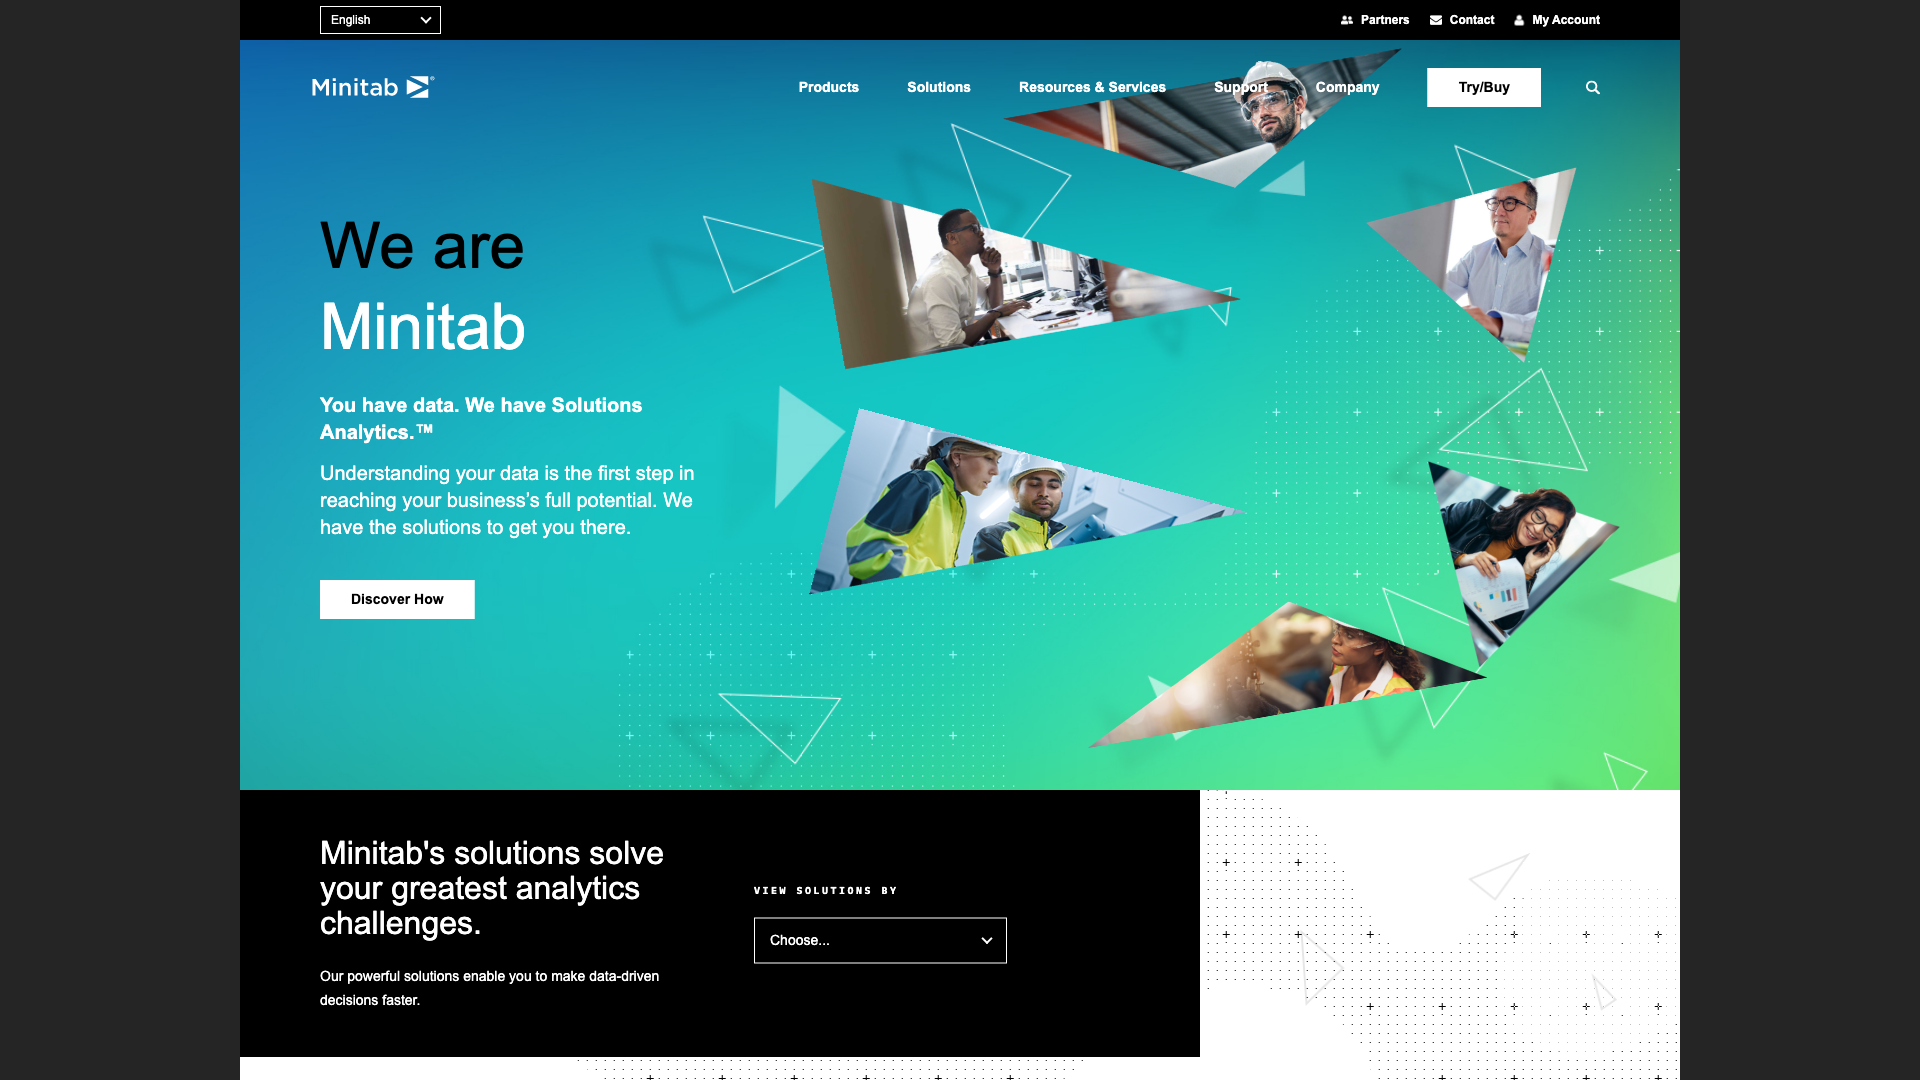 English
Partners
Contact
My Account
Minitab®
Products
Solutions
Resources & Services
Support
Company
Try/Buy
We are
Minitab
You have data. We have Solutions
Analytics.™
Understanding your data is the first step in
reaching your business’s full potential. We
have the solutions to get you there.
Discover How
Minitab's solutions solve
your greatest analytics
challenges.
Our powerful solutions enable you to make data-driven
decisions faster.
VIEW SOLUTIONS BY
Choose...